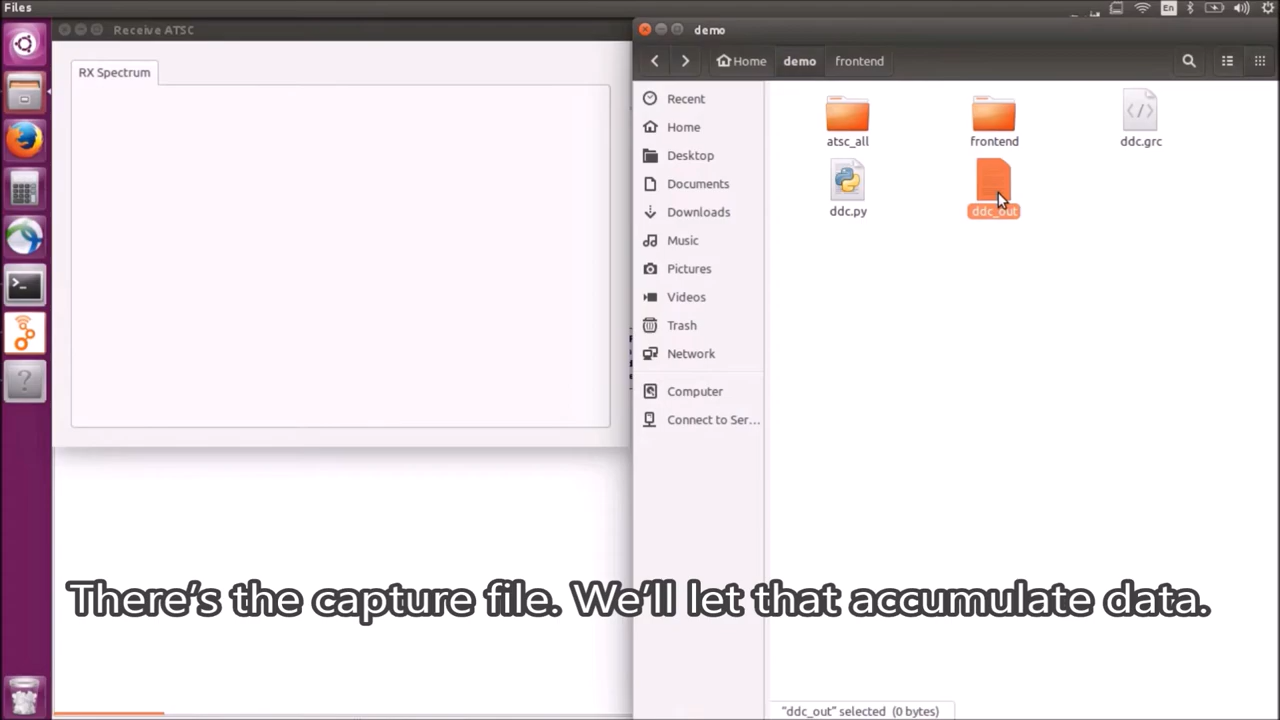 Files
En
Receive ATSC
RX Spectrum
demo
Home
demo
frontend
Recent
Home
Desktop
Documents
Downloads
Music
Pictures
Videos
Trash
Network
Computer
Connect to Ser…
atsc_all
frontend
ddc.grc
ddc.py
ddc_out
There's the capture file. We'll let that accumulate data.
"ddc_out" selected (0 bytes)